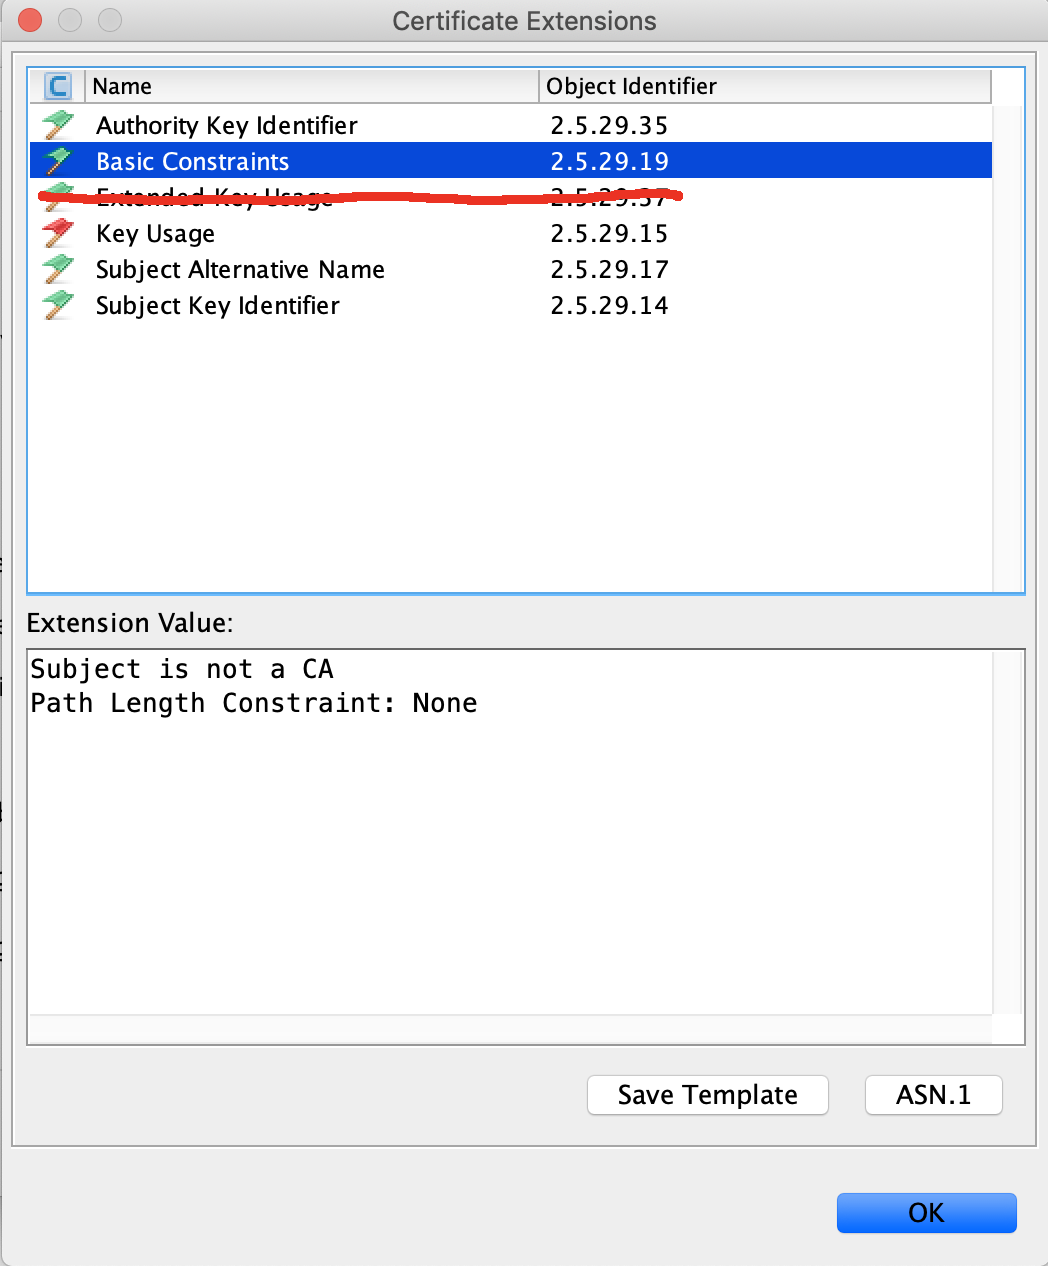 Certificate Extensions
C Name Object Identifier
Authority Key Identifier 2.5.29.35
Basic Constraints 2.5.29.19
Extended Key Usage 2.5.29.37
Key Usage 2.5.29.15
Subject Alternative Name 2.5.29.17
Subject Key Identifier 2.5.29.14
Extension Value:
Subject is not a CA
Path Length Constraint: None
Save Template ASN.1
OK